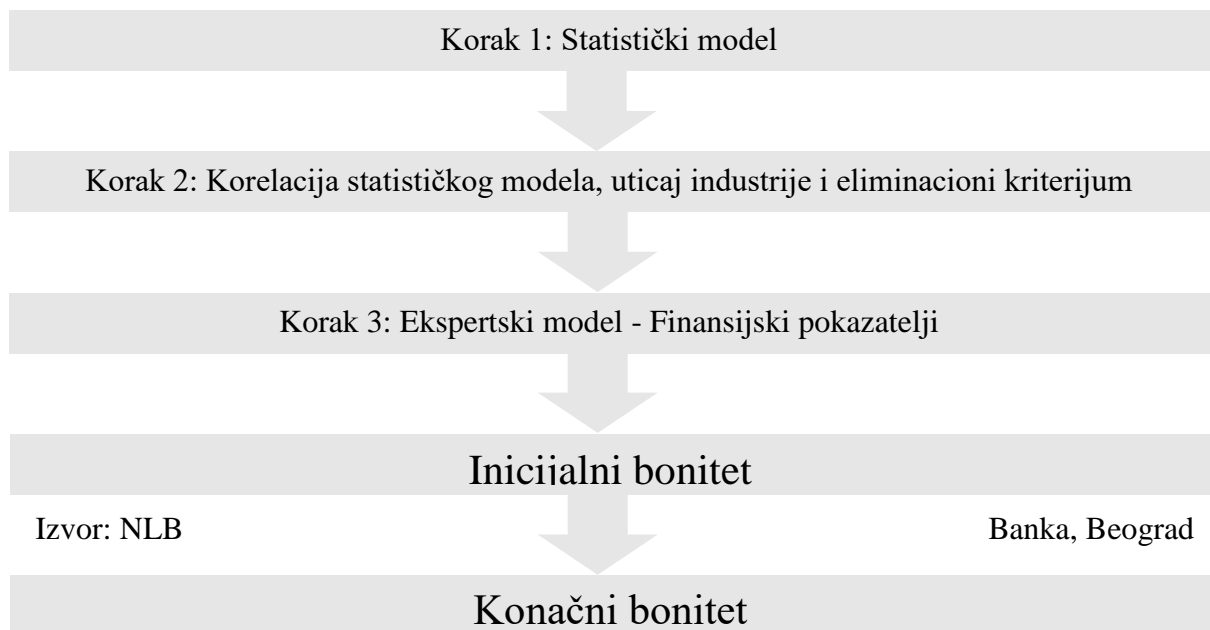 Korak 1: Statistički model
Korak 2: Korelacija statističkog modela, uticaj industrije i eliminacioni kriterijum
Korak 3: Ekspertski model - Finansijski pokazatelji
Inicijalni bonitet
Izvor: NLB Banka, Beograd
Konačni bonitet